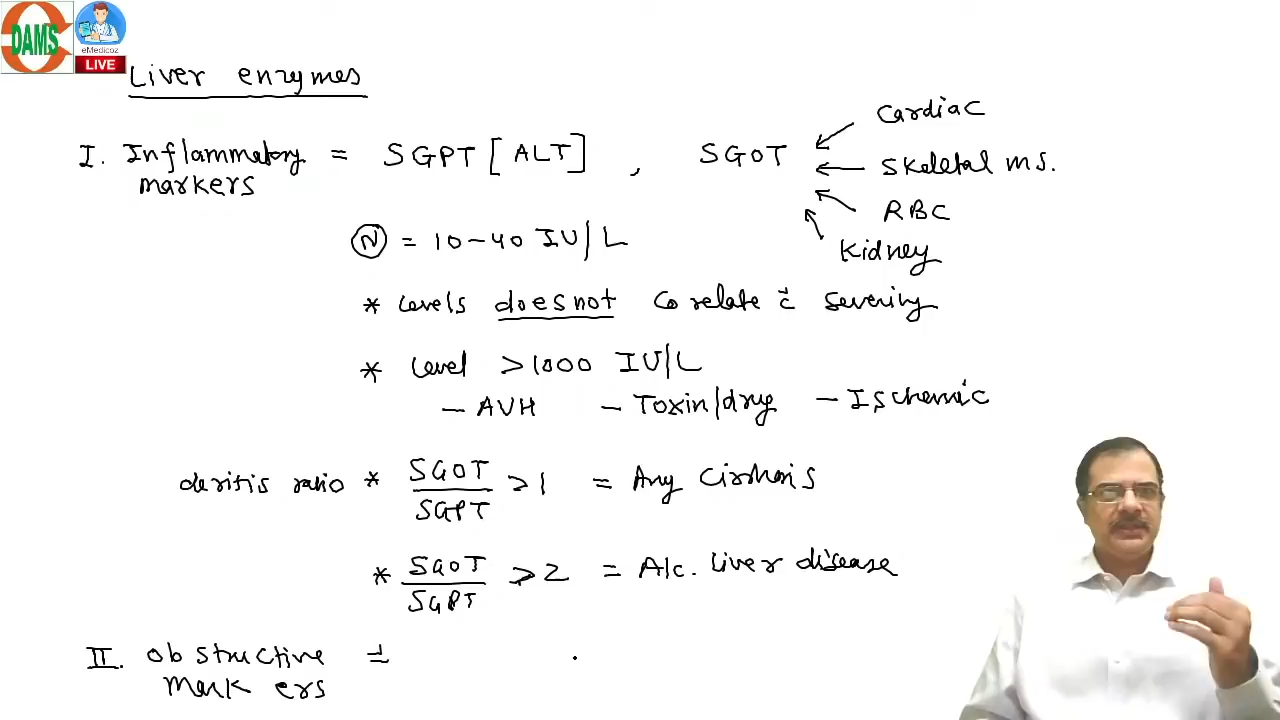 DAMS
eMedicoz
LIVE
Liver enzymes
I. Inflammatory = SGPT [ALT] , SGOT
markers
Cardiac
Skeletal ms.
RBC
Kidney
N = 10-40 IU/L
* Levels does not corelate c̄ severity
* Level >1000 IU/L
- AVH - Toxin/drug - Ischemic
deritis ratio * SGOT/SGPT >1 = Any Cirrhosis
* SGOT/SGPT >2 = Alc. liver disease
II. obstructive =
markers